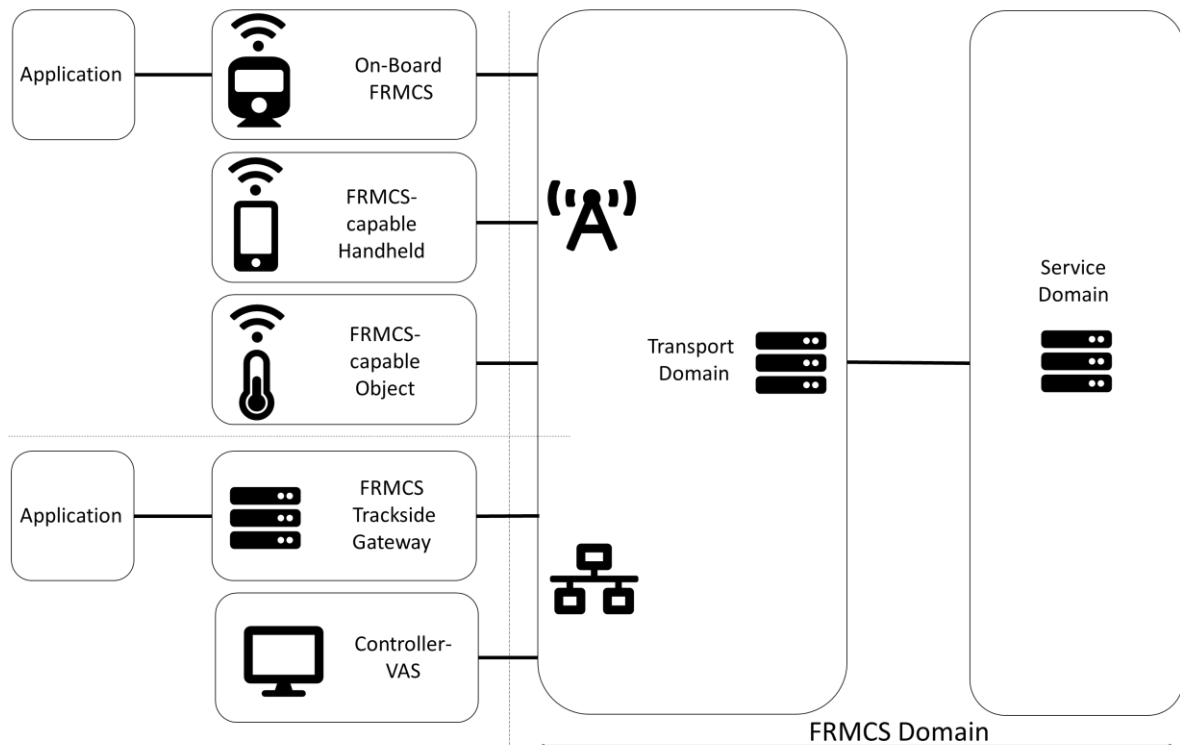 Application
On-Board
FRMCS
FRMCS-
capable
Handheld
FRMCS-
capable
Object
Application
FRMCS
Trackside
Gateway
Controller-
VAS
Transport
Domain
Service
Domain
FRMCS Domain